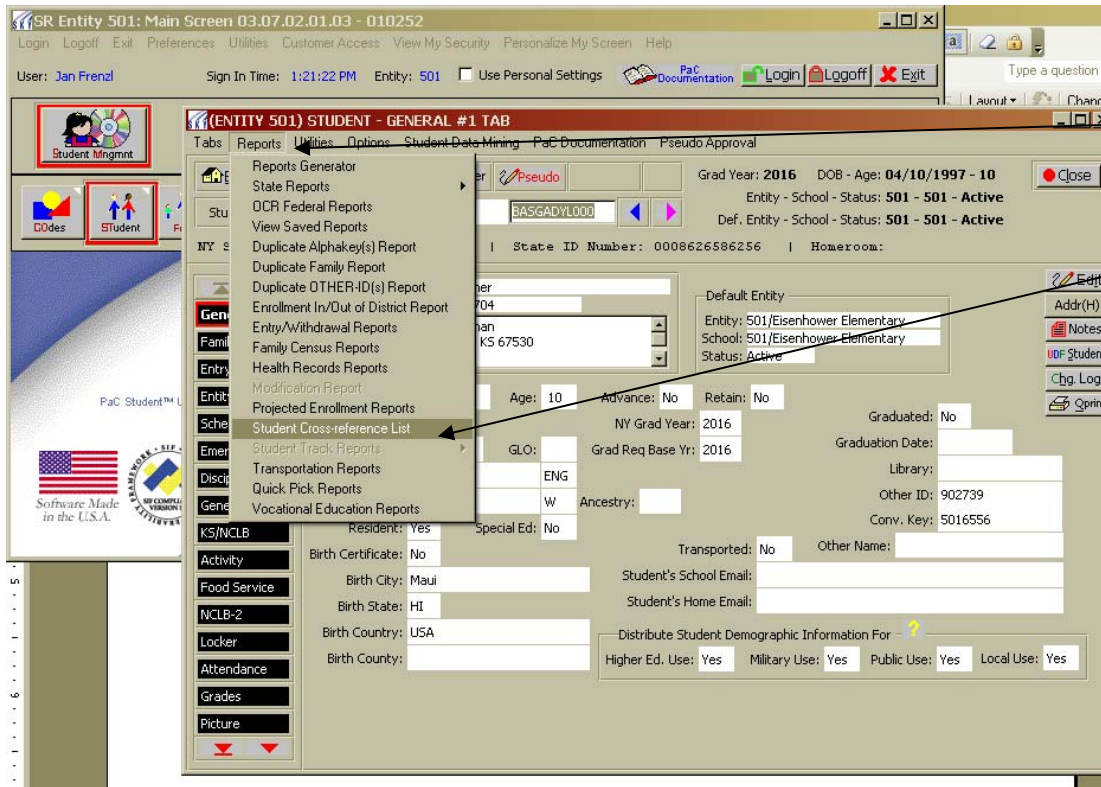 SR Entity 501: Main Screen 03.07.02.01.03 - 010252
Login Logoff Exit Preferences Utilities Customer Access View My Security Personalize My Screen Help
User: Jan Frenzl Sign In Time: 1:21:22 PM Entity: 501 Use Personal Settings PaC Documentation Login Logoff Exit
Type a question
Layout
Student Mngmnt
COdes
STudent
PaC Student™
Software Made
in the U.S.A.
SIF
(ENTITY 501) STUDENT - GENERAL #1 TAB
Tabs Reports Utilities Options Student Data Mining PaC Documentation Pseudo Approval
Pseudo
Grad Year: 2016 DOB - Age: 04/10/1997 - 10
Close
Entity - School - Status: 501 - 501 - Active
BASGADYL000
Def. Entity - School - Status: 501 - 501 - Active
| State ID Number: 0008626586256 | Homeroom:
Reports Generator
State Reports
OCR Federal Reports
View Saved Reports
Duplicate Alphakey(s) Report
Duplicate Family Report
Duplicate OTHER-ID(s) Report
Enrollment In/Out of District Report
Entry/Withdrawal Reports
Family Census Reports
Health Records Reports
Modification Report
Projected Enrollment Reports
Student Cross-reference List
Student Track Reports
Transportation Reports
Quick Pick Reports
Vocational Education Reports
KS 67530
Default Entity
Entity: 501/Eisenhower Elementary
School: 501/Eisenhower Elementary
Status: Active
Edit
Addr(H)
Notes
UDF Studen
Chg. Log
Qprin
Age: 10 Advance: No Retain: No
NY Grad Year: 2016
Graduated: No
GLO: Grad Req Base Yr: 2016
Graduation Date:
ENG
Library:
W Ancestry:
Other ID: 902739
Conv. Key: 5016556
Resident: Yes Special Ed: No
Birth Certificate: No
Transported: No Other Name:
Birth City: Maui
Student's School Email:
Birth State: HI
Student's Home Email:
Birth Country: USA
Birth County:
Distribute Student Demographic Information For ?
Higher Ed. Use: Yes Military Use: Yes Public Use: Yes Local Use: Yes
KS/NCLB
Activity
Food Service
NCLB-2
Locker
Attendance
Grades
Picture